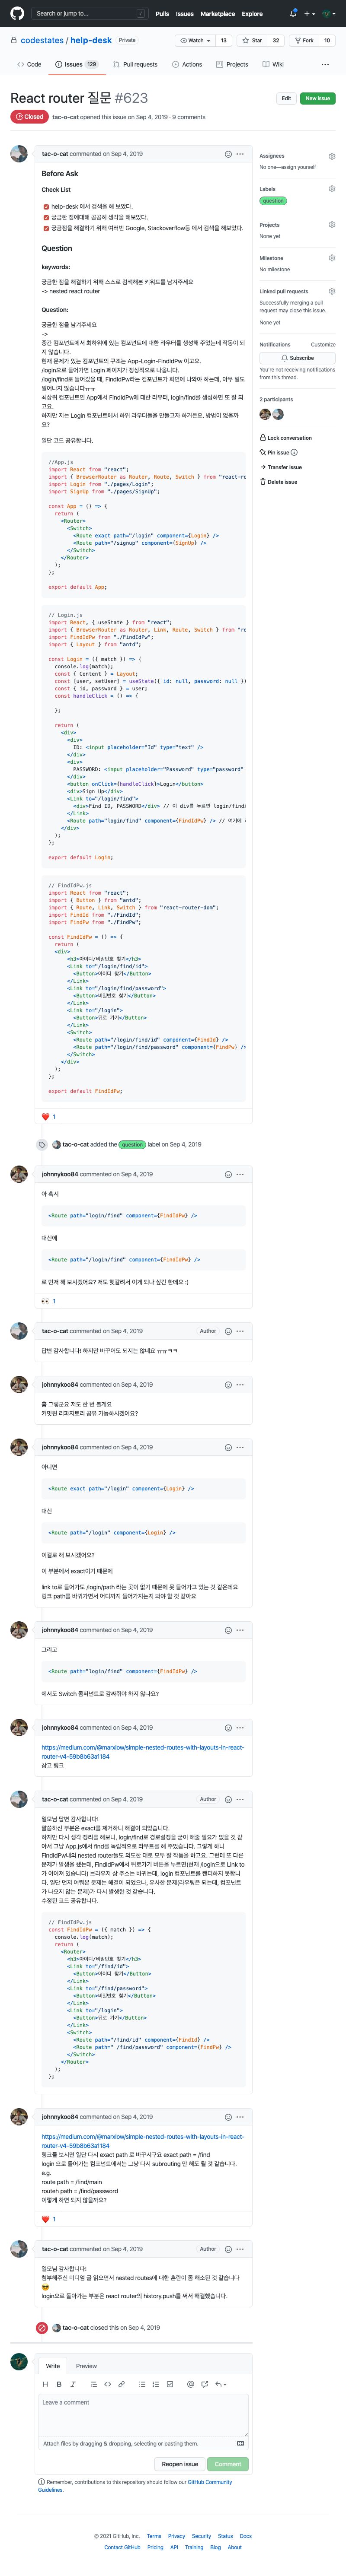 Search or jump to...
/
Pulls Issues Marketplace Explore
codestates / help-desk Private
Watch 13 Star 32 Fork 10
Code Issues 129 Pull requests Actions Projects Wiki
React router 질문 #623
Edit New issue
Closed tac-o-cat opened this issue on Sep 4, 2019 · 9 comments
tac-o-cat commented on Sep 4, 2019
Before Ask
Check List
help-desk 에서 검색을 해 보았다.
궁금한 점에대해 곰곰히 생각을 해보았다.
궁금점을 해결하기 위해 여러번 Google, Stackoverflow등 에서 검색을 해보았다.
Question
keywords:
궁금한 점을 해결하기 위해 스스로 검색해본 키워드를 남겨주세요
-> nested react router
Question:
궁금한 점을 남겨주세요
->
중간 컴포넌트에서 최하위에 있는 컴포넌트에 대한 라우터를 생성해 주었는데 작동이 되지 않습니다.
현재 문제가 있는 컴포넌트의 구조는 App-Login-FindIdPw 이고요.
/login으로 들어가면 Login 페이지가 정상적으로 나옵니다.
/login/find로 들어갔을 때, FindIdPw라는 컴포넌트가 화면에 나와야 하는데, 아무 일도 일어나지 않습니다ㅠㅠ
최상위 컴포넌트인 App에서 FindIdPw에 대한 라우터, login/find를 생성하면 또 잘 되고요.
하지만 저는 Login 컴포넌트에서 하위 라우터들을 만들고자 하거든요. 방법이 없을까요?
일단 코드 공유합니다.
//App.js
import React from "react";
import { BrowserRouter as Router, Route, Switch } from "react-ro
import Login from "./pages/Login";
import SignUp from "./pages/SignUp";
const App = () => {
return (
<Router>
<Switch>
<Route exact path="/login" component={Login} />
<Route path="/signup" component={SignUp} />
</Switch>
</Router>
);
};
export default App;
// Login.js
import React, { useState } from "react";
import { BrowserRouter as Router, Link, Route, Switch } from "re
import FindIdPw from "./FindIdPw";
import { Layout } from "antd";
const Login = ({ match }) => {
console.log(match);
const { Content } = Layout;
const [user, setUser] = useState({ id: null, password: null })
const { id, password } = user;
const handleClick = () => {
};
return (
<div>
<div>
ID: <input placeholder="Id" type="text" />
</div>
<div>
PASSWORD: <input placeholder="Password" type="password"
</div>
<button onClick={handleClick}>Login</button>
<div>Sign Up</div>
<Link to="/login/find">
<div>Find ID, PASSWORD</div> // 이 div를 누르면 login/find로
</Link>
<Route path="login/find" component={FindIdPw} /> // 여기에
</div>
);
};
export default Login;
// FindIdPw.js
import React from "react";
import { Button } from "antd";
import { Route, Link, Switch } from "react-router-dom";
import FindId from "./FindId";
import FindPw from "./FindPw";
const FindIdPw = () => {
return (
<div>
<h3>아이디/비밀번호 찾기</h3>
<Link to="/login/find/id">
<Button>아이디 찾기</Button>
</Link>
<Link to="/login/find/password">
<Button>비밀번호 찾기</Button>
</Link>
<Link to="/login">
<Button>뒤로 가기</Button>
</Link>
<Switch>
<Route path="/login/find/id" component={FindId} />
<Route path="/login/find/password" component={FindPw} />
</Switch>
</div>
);
};
export default FindIdPw;
1
tac-o-cat added the question label on Sep 4, 2019
johnnykoo84 commented on Sep 4, 2019
아 혹시
<Route path="login/find" component={FindIdPw} />
대신에
<Route path="/login/find" component={FindIdPw} />
로 먼저 해 보시겠어요? 저도 헷갈려서 이게 되나 싶긴 한데요 :)
1
tac-o-cat commented on Sep 4, 2019 Author
답변 감사합니다! 하지만 바꾸어도 되지는 않네요 ㅠㅠㅋㅋ
johnnykoo84 commented on Sep 4, 2019
흠 그렇군요 저도 한 번 볼게요
커밋된 리파지토리 공유 가능하시겠어요?
johnnykoo84 commented on Sep 4, 2019
아니면
<Route exact path="/login" component={Login} />
대신
<Route path="/login" component={Login} />
이걸로 해 보시겠어요?
이 부분에서 exact이기 때문에
link to로 들어가도 /login/path 라는 곳이 없기 때문에 못 들어가고 있는 것 같은데요
링크 path를 바꿔가면서 어디까지 들어가지는지 봐야 할 것 같아요
johnnykoo84 commented on Sep 4, 2019
그리고
<Route path="login/find" component={FindIdPw} />
해서도 Switch 콤퍼넌트로 감싸줘야 하지 않나요?
johnnykoo84 commented on Sep 4, 2019
https://medium.com/@marxlow/simple-nested-routes-with-layouts-in-react-router-v4-59b8b63a1184
참고 링크
tac-o-cat commented on Sep 4, 2019 Author
일모님 답변 감사합니다!
말씀하신 부분은 exact를 제거하니 해결이 되었습니다.
하지만 다시 생각 정리를 해보니, login/find로 경로설정을 굳이 해줄 필요가 없을 것 같아서 그냥 App.js에서 find를 독립적으로 라우트를 해 주었습니다. 그렇게 하니 FindIdPw내의 nested router들도 의도한 대로 모두 잘 작동을 하고요. 그런데 또 다른 문제가 발생을 했는데, FindIdPw에서 뒤로가기 버튼을 누르면(현재 /login으로 Link to가 이어져 있습니다) 브라우저 상 주소는 바뀌는데, login 컴포넌트를 랜더하지 못합니다. 일단 먼저 여쭤본 문제는 해결이 되었으나, 유사한 문제(라우팅은 되는데, 컴포넌트가 나오지 않는 문제)가 다시 발생한 것 같습니다.
수정된 코드 공유합니다.
// FindIdPw.js
const FindIdPw = ({ match }) => {
console.log(match);
return (
<Router>
<h3>아이디/비밀번호 찾기</h3>
<Link to="/find/id">
<Button>아이디 찾기</Button>
</Link>
<Link to="/find/password">
<Button>비밀번호 찾기</Button>
</Link>
<Link to="/login">
<Button>뒤로 가기</Button>
</Link>
<Switch>
<Route path="/find/id" component={FindId} />
<Route path=" /find/password" component={FindPw} />
</Switch>
</Router>
);
};
johnnykoo84 commented on Sep 4, 2019
https://medium.com/@marxlow/simple-nested-routes-with-layouts-in-react-router-v4-59b8b63a1184
링크를 보시면 일단 다시 exact path 로 바꾸시구요 exact path = /find
login 으로 들어가는 컴포넌트에서는 그냥 다시 subrouting 만 해도 될 것 같습니다.
e.g.
route path = /find/main
routeh path = /find/password
이렇게 하면 되지 않을까요?
1
tac-o-cat commented on Sep 4, 2019 Author
일모님 감사합니다!
첨부해주신 미디엄 글 읽으면서 nested routes에 대한 혼란이 좀 해소된 것 같습니다 😎
login으로 돌아가는 부분은 react router의 history.push를 써서 해결했습니다.
tac-o-cat closed this on Sep 4, 2019
Write Preview
Leave a comment
Attach files by dragging & dropping, selecting or pasting them.
Reopen issue Comment
Remember, contributions to this repository should follow our GitHub Community Guidelines.
Assignees
No one—assign yourself
Labels
question
Projects
None yet
Milestone
No milestone
Linked pull requests
Successfully merging a pull request may close this issue.
None yet
Notifications Customize
Subscribe
You're not receiving notifications from this thread.
2 participants
Lock conversation
Pin issue
Transfer issue
Delete issue
© 2021 GitHub, Inc. Terms Privacy Security Status Docs
Contact GitHub Pricing API Training Blog About